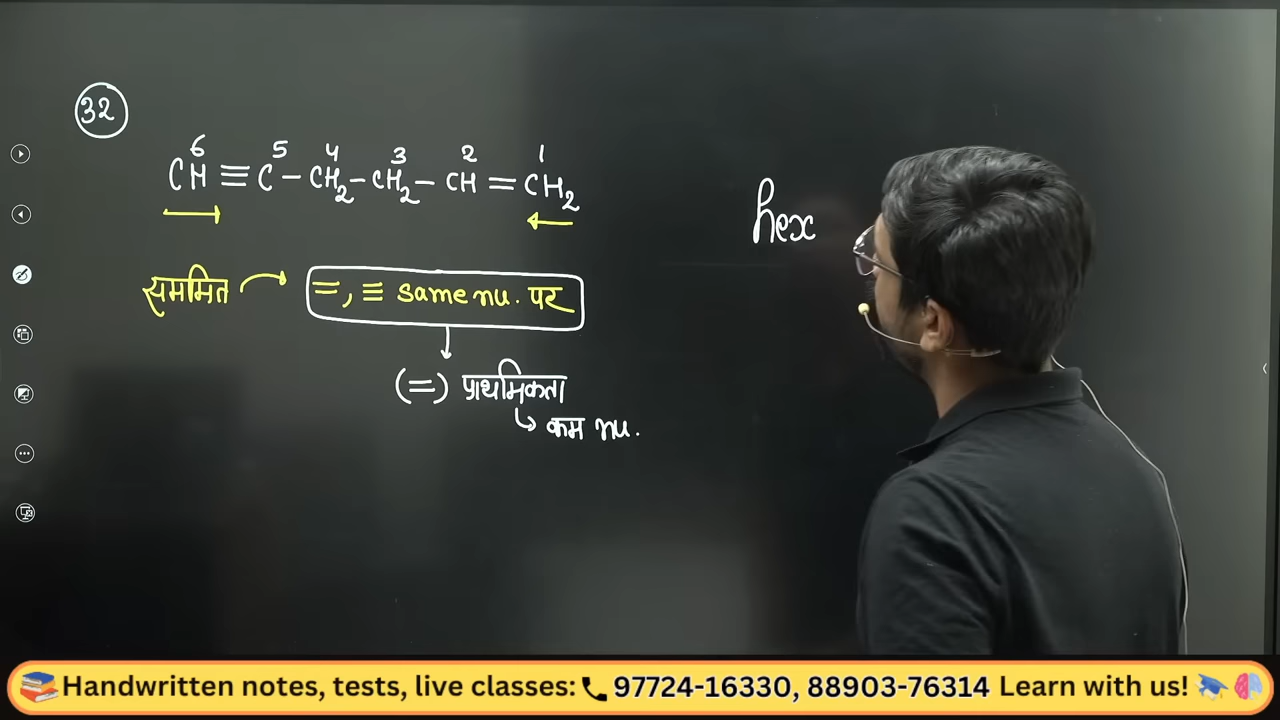 32
6 5 4 3 2 1
CH ≡ C – CH₂ – CH₂ – CH = CH₂
hex
सममित → =, ≡ same nu. पर
(=) प्राथमिकता
↳ कम nu.
Handwritten notes, tests, live classes: 97724-16330, 88903-76314 Learn with us!